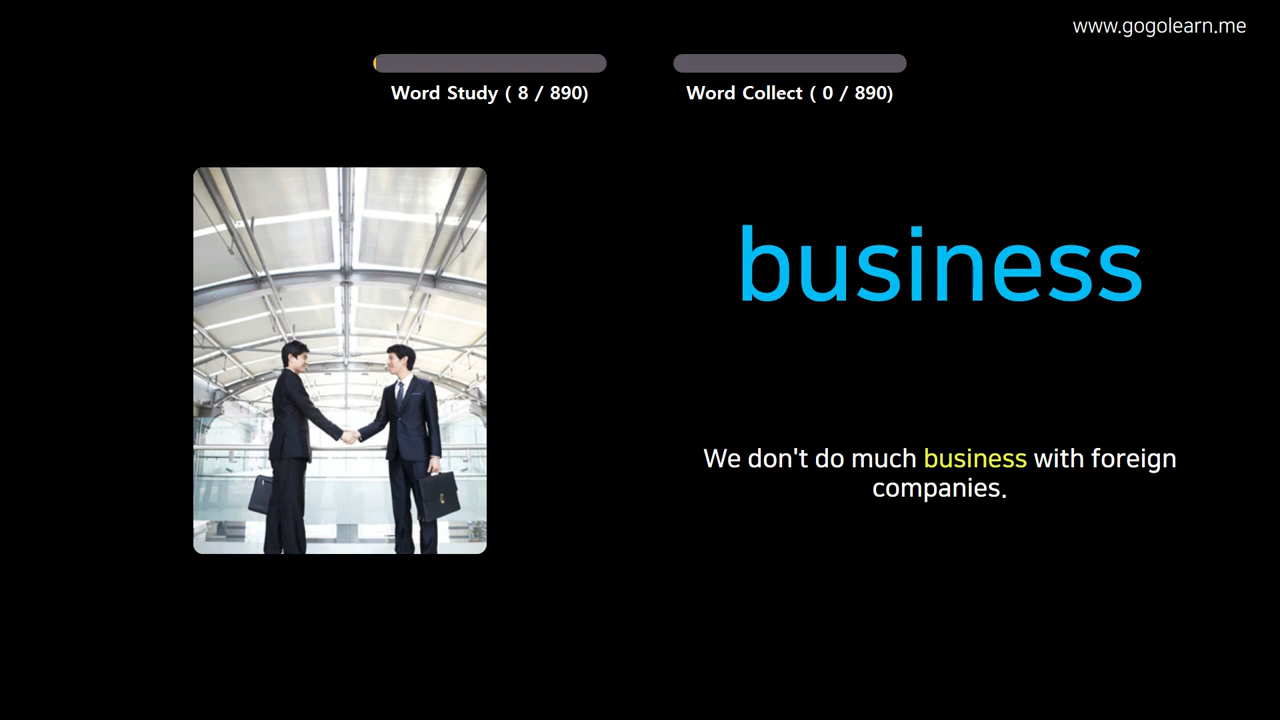 www.gogolearn.me
Word Study ( 8 / 890)
Word Collect ( 0 / 890)
business
We don't do much business with foreign
companies.